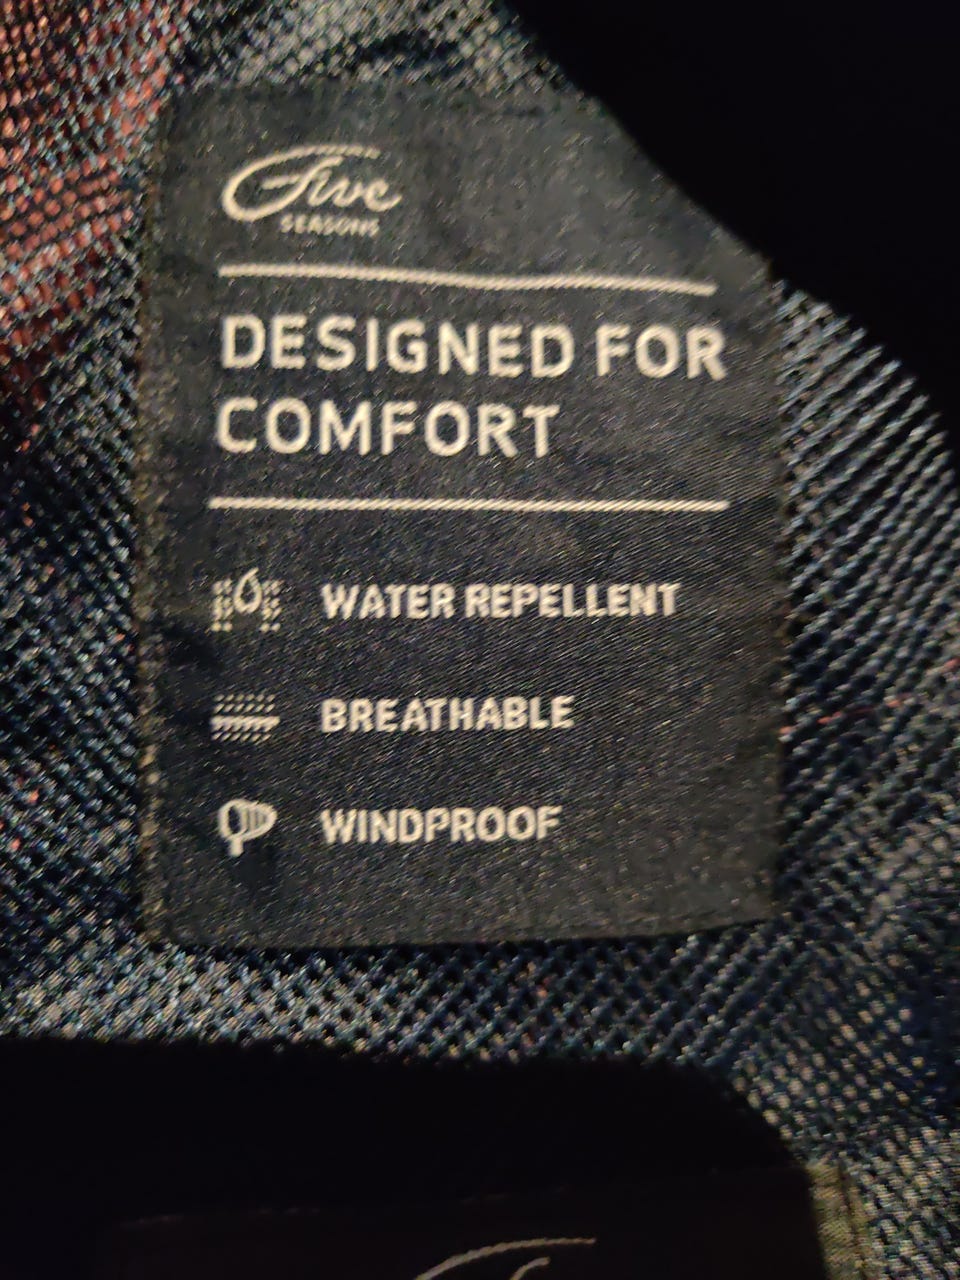 Five
SEASONS
DESIGNED FOR
COMFORT
WATER REPELLENT
BREATHABLE
WINDPROOF